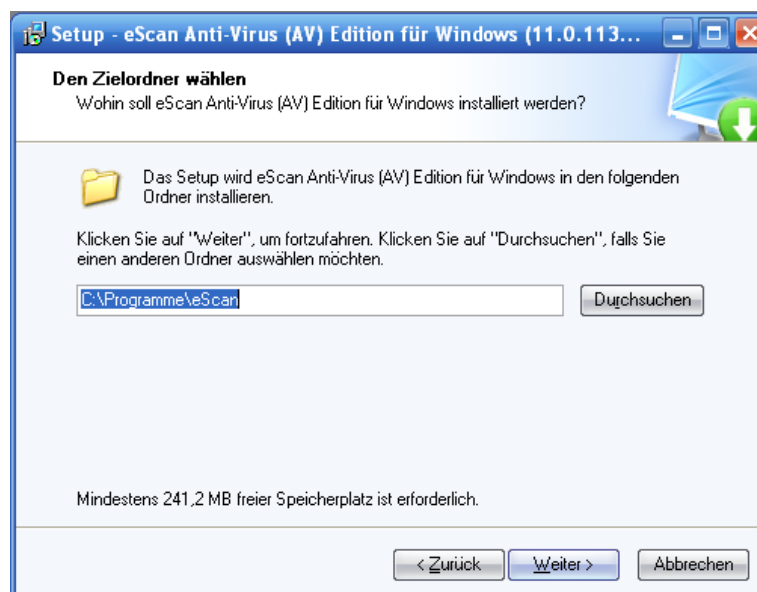 Setup - eScan Anti-Virus (AV) Edition für Windows (11.0.113...
Den Zielordner wählen
Wohin soll eScan Anti-Virus (AV) Edition für Windows installiert werden?
Das Setup wird eScan Anti-Virus (AV) Edition für Windows in den folgenden
Ordner installieren.
Klicken Sie auf "Weiter", um fortzufahren. Klicken Sie auf "Durchsuchen", falls Sie
einen anderen Ordner auswählen möchten.
C:\Programme\eScan
Durchsuchen
Mindestens 241,2 MB freier Speicherplatz ist erforderlich.
< Zurück
Weiter >
Abbrechen